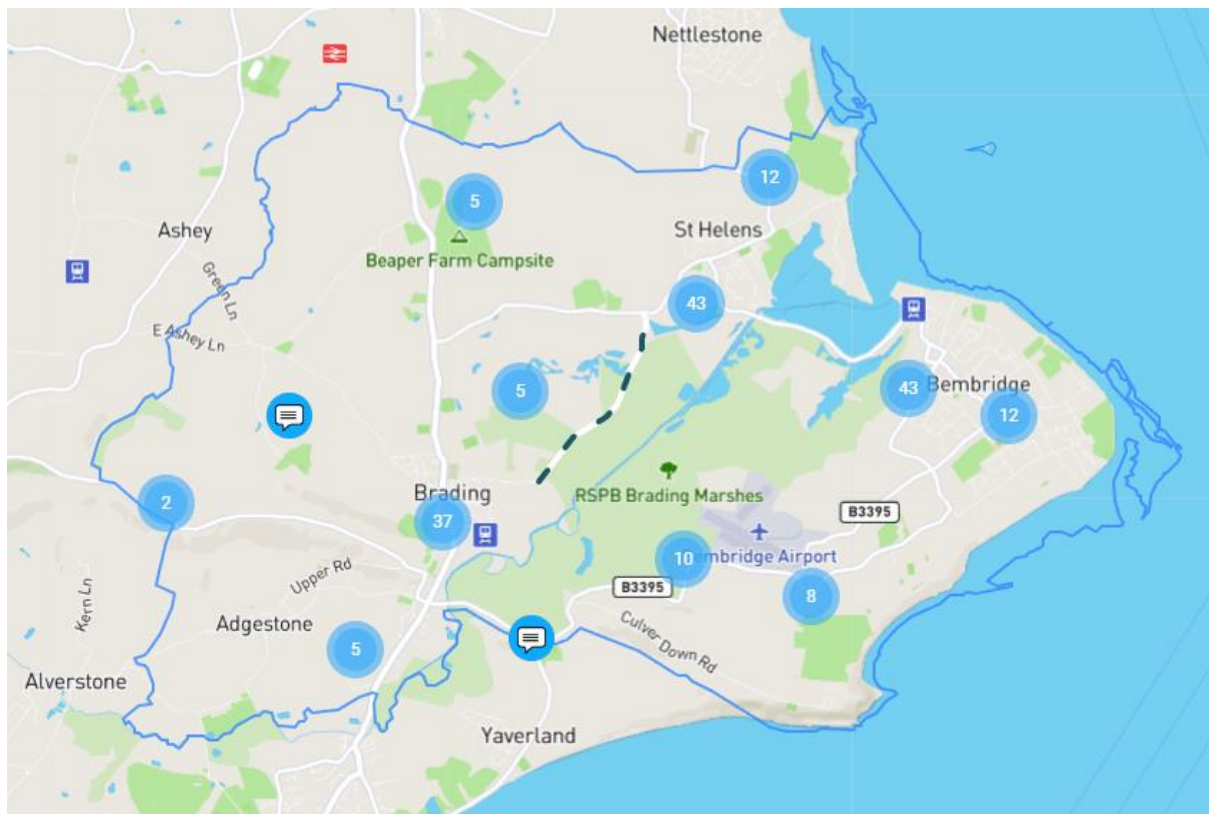 Nettlestone
12
5
Ashey
St Helens
Beaper Farm Campsite
Green Ln
43
E Ashey Ln
5
43
Bembridge
12
Brading
RSPB Brading Marshes
2
37
B3395
10
embridge Airport
Upper Rd
B3395
8
Kern Ln
Adgestone
Culver Down Rd
5
Alverstone
Yaverland